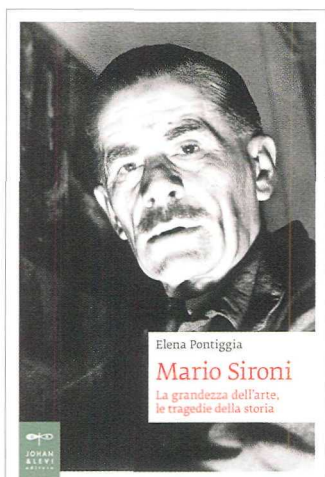 Elena Pontiggia
Mario Sironi
La grandezza dell'arte,
le tragedie della storia
JOHAN
& LEVI
editore